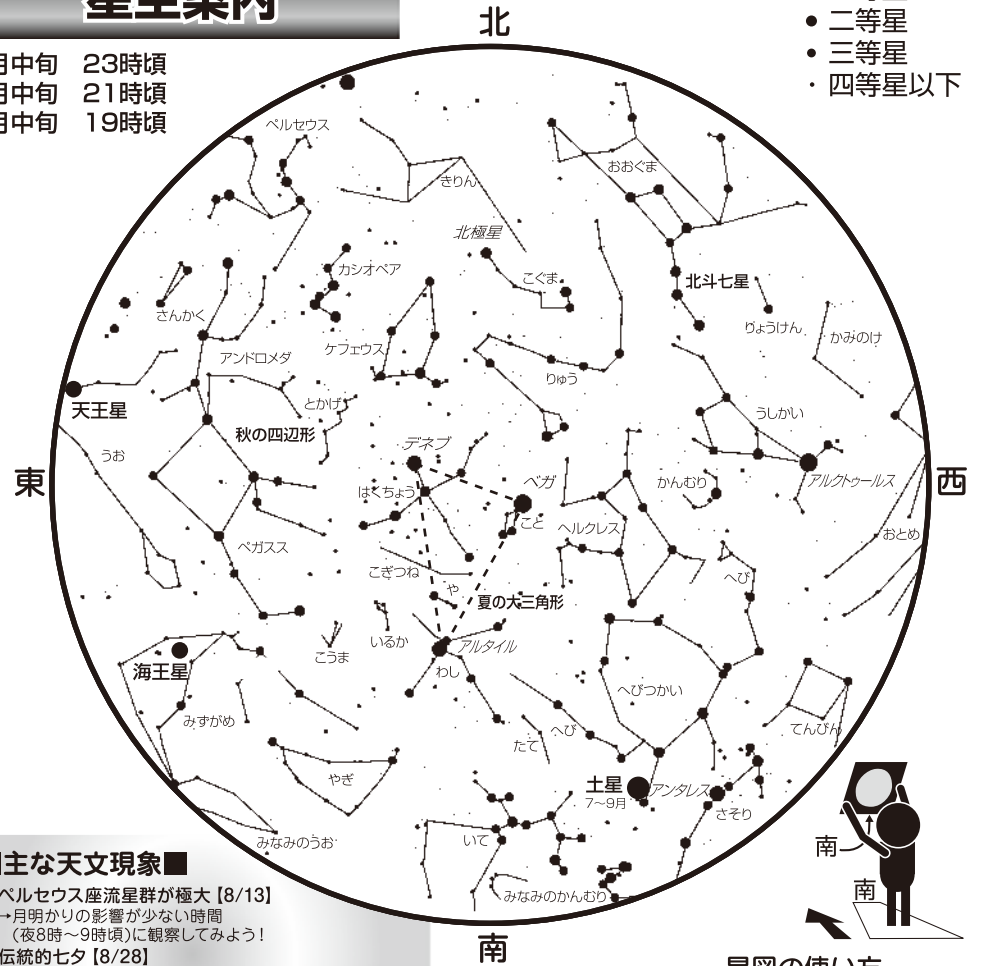 星空案内
北
二等星
三等星
四等星以下
月中旬　23時頃
月中旬　21時頃
月中旬　19時頃
ペルセウス
きりん
おおぐま
北極星
カシオペア
こぐま
北斗七星
さんかく
りょうけん
かみのけ
アンドロメダ
ケフェウス
りゅう
天王星
とかげ
うしかい
秋の四辺形
デネブ
うお
東
はくちょう
ベガ
かんむり
アルクトゥールス
西
こと
ヘルクレス
おとめ
ペガスス
こぎつね
や
へび
夏の大三角形
いるか
アルタイル
こうま
海王星
わし
へびつかい
みずがめ
たて
へび
てんびん
やぎ
土星
7～9月
アンタレス
さそり
みなみのうお
いて
南
みなみのかんむり
南
南
主な天文現象■
ペルセウス座流星群が極大【8/13】
→月明かりの影響が少ない時間
（夜8時～9時頃）に観察してみよう！
伝統的七夕【8/28】
星図の使い方